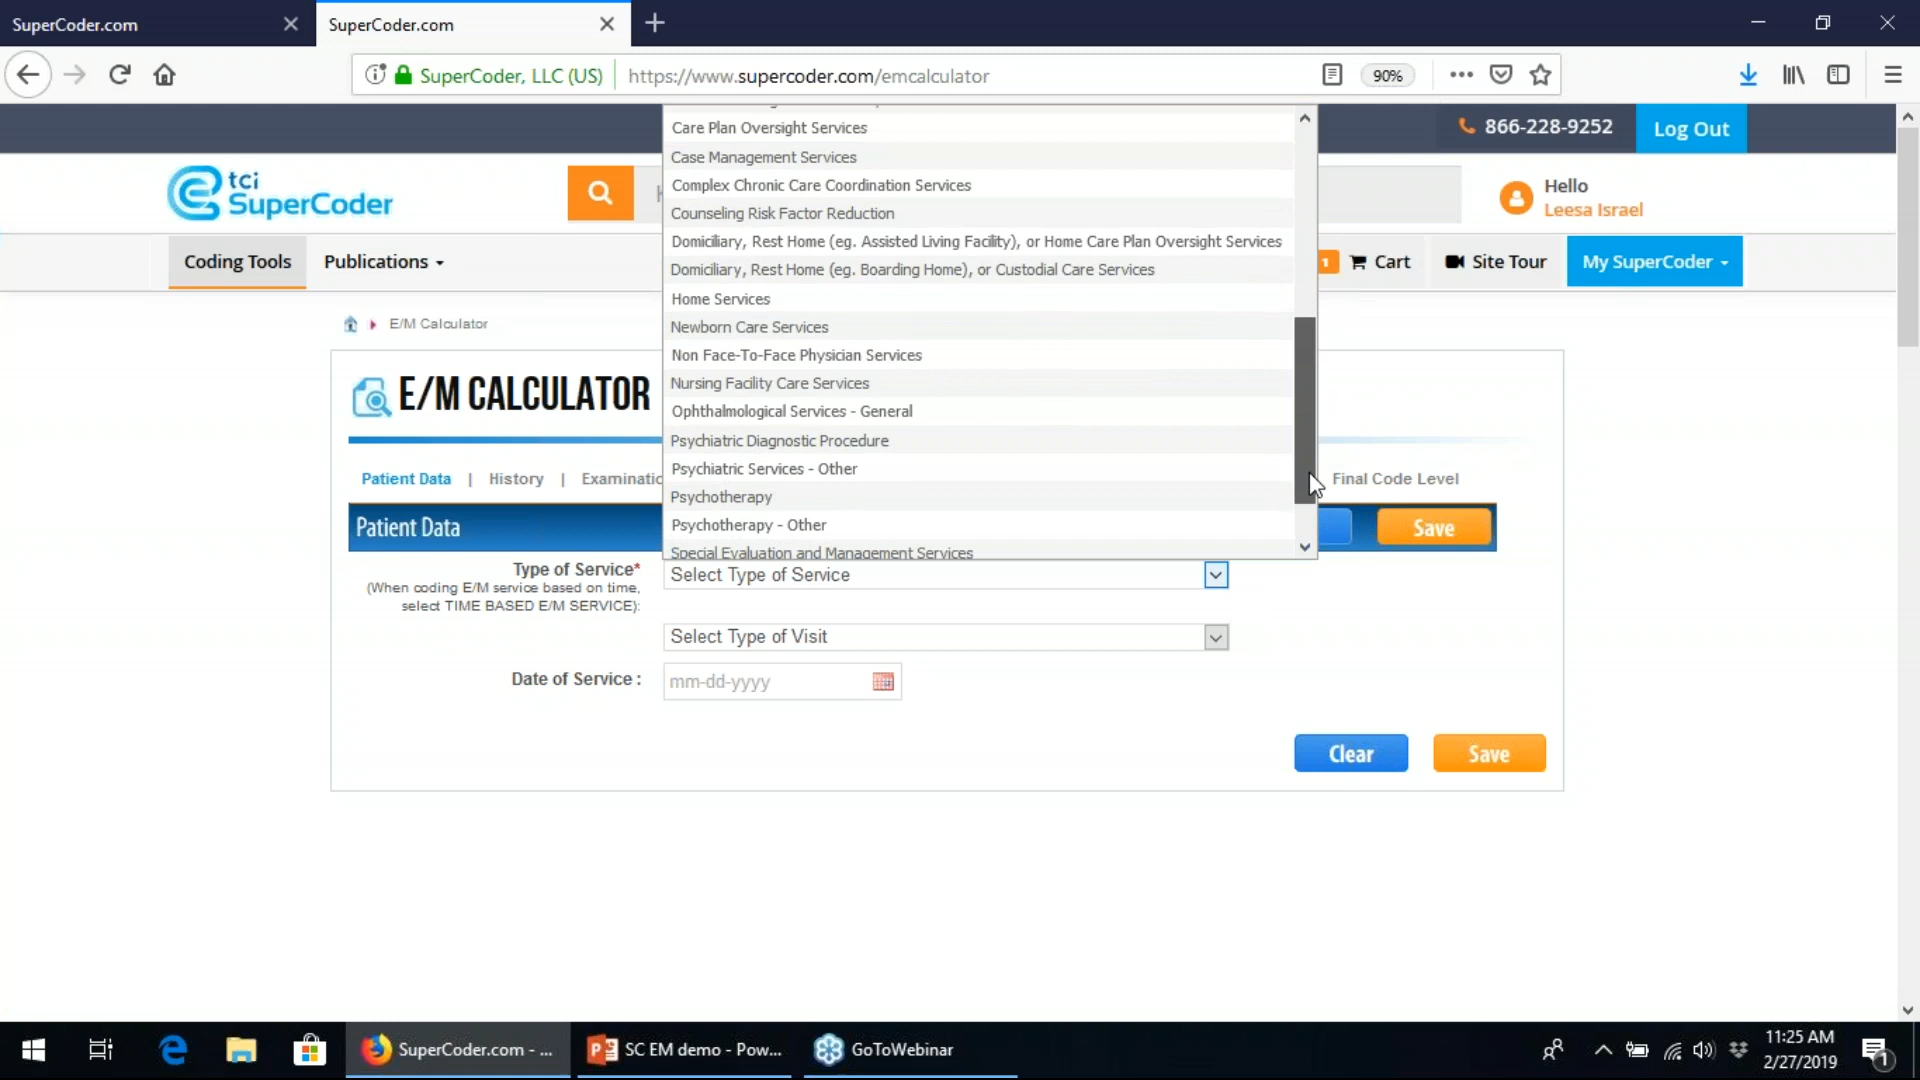 SuperCoder.com
SuperCoder.com
SuperCoder, LLC (US)
https://www.supercoder.com/emcalculator
90%
866-228-9252
Log Out
tci
SuperCoder
Hello
Leesa Israel
Coding Tools
Publications
1
Cart
Site Tour
My SuperCoder
E/M Calculator
E/M CALCULATOR
Patient Data | History | Examinatio
Final Code Level
Patient Data
Save
Care Plan Oversight Services
Case Management Services
Complex Chronic Care Coordination Services
Counseling Risk Factor Reduction
Domiciliary, Rest Home (eg. Assisted Living Facility), or Home Care Plan Oversight Services
Domiciliary, Rest Home (eg. Boarding Home), or Custodial Care Services
Home Services
Newborn Care Services
Non Face-To-Face Physician Services
Nursing Facility Care Services
Ophthalmological Services - General
Psychiatric Diagnostic Procedure
Psychiatric Services - Other
Psychotherapy
Psychotherapy - Other
Special Evaluation and Management Services
Type of Service*
(When coding E/M service based on time,
select TIME BASED E/M SERVICE):
Select Type of Service
Select Type of Visit
Date of Service :
mm-dd-yyyy
Clear
Save
SuperCoder.com - ...
SC EM demo - Pow...
GoToWebinar
11:25 AM
2/27/2019
1